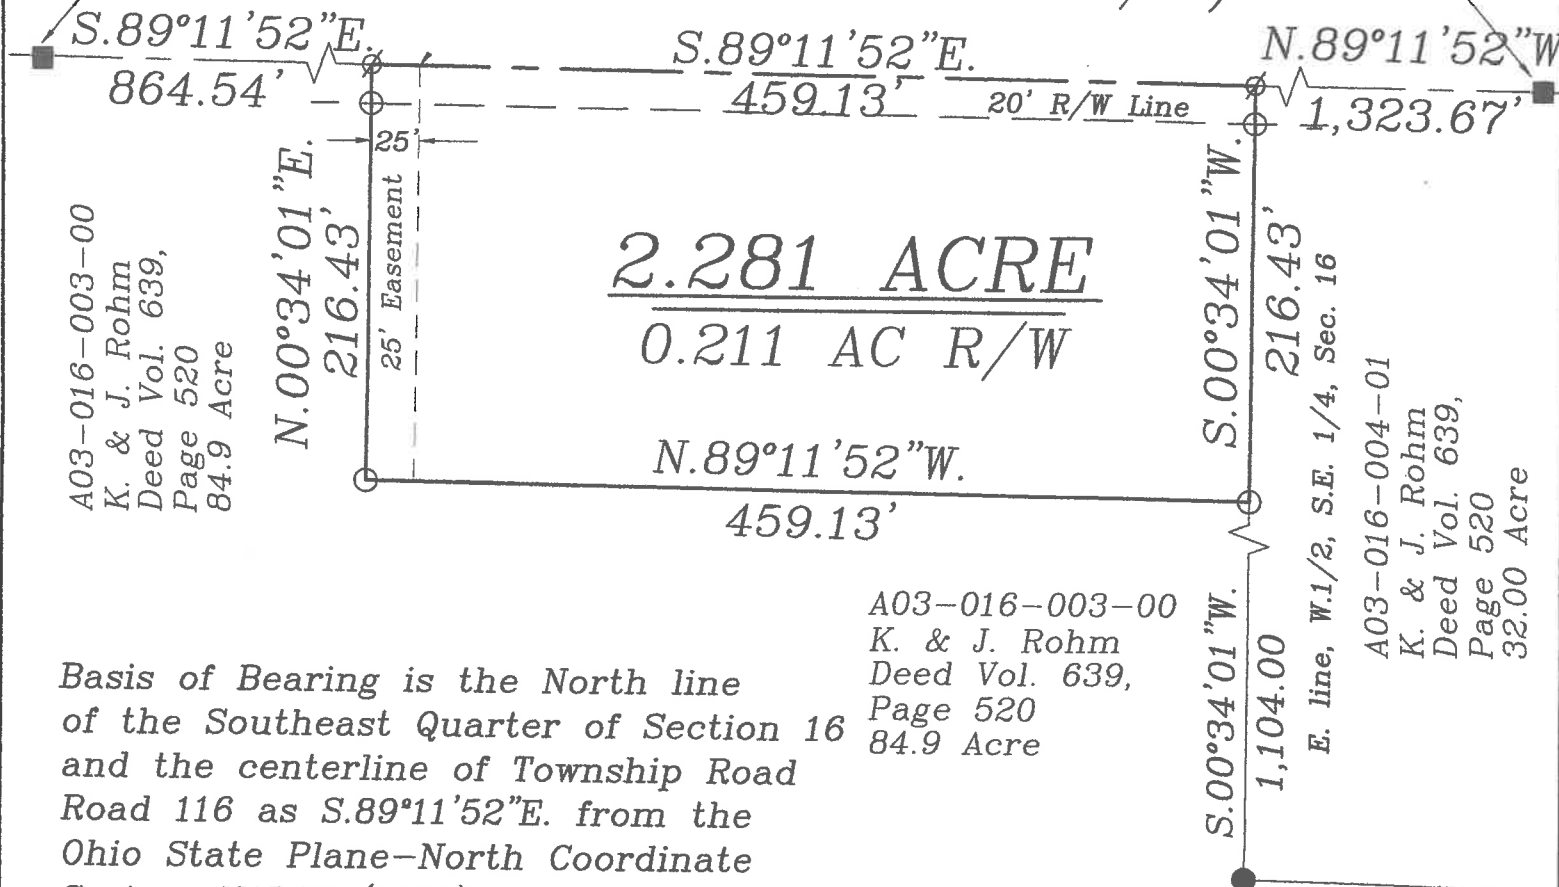 S.89°11'52"E.
864.54'
S.89°11'52"E.
459.13'
20' R/W Line
N.89°11'52"W
1,323.67'
25'
25' Easement
N.00°34'01"E.
216.43'
A03-016-003-00
K. & J. Rohm
Deed Vol. 639,
Page 520
84.9 Acre
2.281 ACRE
0.211 AC R/W
S.00°34'01"W.
216.43'
N.89°11'52"W.
459.13'
E. line, W.1/2, S.E. 1/4, Sec. 16
A03-016-004-01
K. & J. Rohm
Deed Vol. 639,
Page 520
32.00 Acre
A03-016-003-00
K. & J. Rohm
Deed Vol. 639,
Page 520
84.9 Acre
S.00°34'01"W.
1,104.00
Basis of Bearing is the North line
of the Southeast Quarter of Section 16
and the centerline of Township Road
Road 116 as S.89°11'52"E. from the
Ohio State Plane-North Coordinate